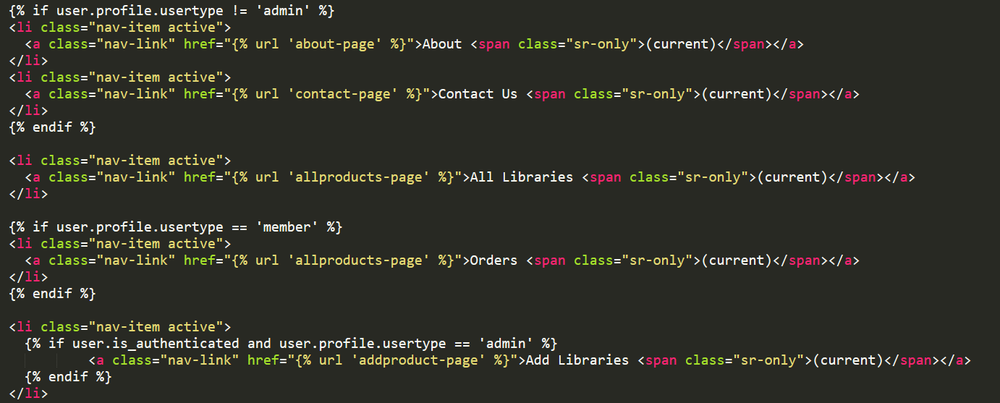 {% if user.profile.usertype != 'admin' %}
<li class="nav-item active">
  <a class="nav-link" href="{% url 'about-page' %}">About <span class="sr-only">(current)</span></a>
</li>
<li class="nav-item active">
  <a class="nav-link" href="{% url 'contact-page' %}">Contact Us <span class="sr-only">(current)</span></a>
</li>
{% endif %}

<li class="nav-item active">
  <a class="nav-link" href="{% url 'allproducts-page' %}">All Libraries <span class="sr-only">(current)</span></a>
</li>

{% if user.profile.usertype == 'member' %}
<li class="nav-item active">
  <a class="nav-link" href="{% url 'allproducts-page' %}">Orders <span class="sr-only">(current)</span></a>
</li>
{% endif %}

<li class="nav-item active">
  {% if user.is_authenticated and user.profile.usertype == 'admin' %}
          <a class="nav-link" href="{% url 'addproduct-page' %}">Add Libraries <span class="sr-only">(current)</span></a>
  {% endif %}
</li>